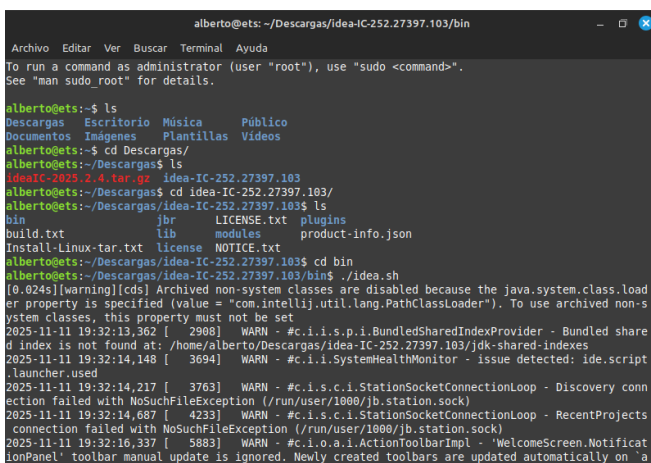 alberto@ets: ~/Descargas/idea-IC-252.27397.103/bin
Archivo Editar Ver Buscar Terminal Ayuda
To run a command as administrator (user "root"), use "sudo <command>".
See "man sudo_root" for details.
alberto@ets:~$ ls
Descargas Escritorio Música Público
Documentos Imágenes Plantillas Vídeos
alberto@ets:~$ cd Descargas/
alberto@ets:~/Descargas$ ls
ideaIC-2025.2.4.tar.gz idea-IC-252.27397.103
alberto@ets:~/Descargas$ cd idea-IC-252.27397.103/
alberto@ets:~/Descargas/idea-IC-252.27397.103$ ls
bin jbr LICENSE.txt plugins
build.txt lib modules product-info.json
Install-Linux-tar.txt license NOTICE.txt
alberto@ets:~/Descargas/idea-IC-252.27397.103$ cd bin
alberto@ets:~/Descargas/idea-IC-252.27397.103/bin$ ./idea.sh
[0.024s][warning][cds] Archived non-system classes are disabled because the java.system.class.load
er property is specified (value = "com.intellij.util.lang.PathClassLoader"). To use archived non-s
ystem classes, this property must not be set
2025-11-11 19:32:13,362 [ 2908] WARN - #c.i.i.s.p.i.BundledSharedIndexProvider - Bundled share
d index is not found at: /home/alberto/Descargas/idea-IC-252.27397.103/jdk-shared-indexes
2025-11-11 19:32:14,148 [ 3694] WARN - #c.i.i.SystemHealthMonitor - issue detected: ide.script
.launcher.used
2025-11-11 19:32:14,217 [ 3763] WARN - #c.i.s.c.i.StationSocketConnectionLoop - Discovery conn
ection failed with NoSuchFileException (/run/user/1000/jb.station.sock)
2025-11-11 19:32:14,687 [ 4233] WARN - #c.i.s.c.i.StationSocketConnectionLoop - RecentProjects
connection failed with NoSuchFileException (/run/user/1000/jb.station.sock)
2025-11-11 19:32:16,337 [ 5883] WARN - #c.i.o.a.i.ActionToolbarImpl - 'WelcomeScreen.Notificat
ionPanel' toolbar manual update is ignored. Newly created toolbars are updated automatically on `a